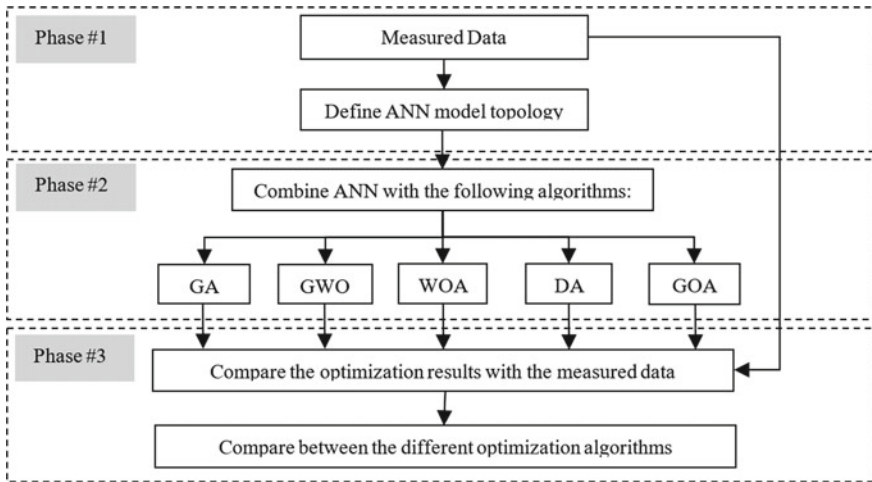 Phase #1
Measured Data
Define ANN model topology
Phase #2
Combine ANN with the following algorithms:
GA
GWO
WOA
DA
GOA
Phase #3
Compare the optimization results with the measured data
Compare between the different optimization algorithms